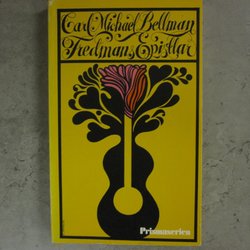 Carl Michael Bellman
Fredmans Epistlar
Prismaserien